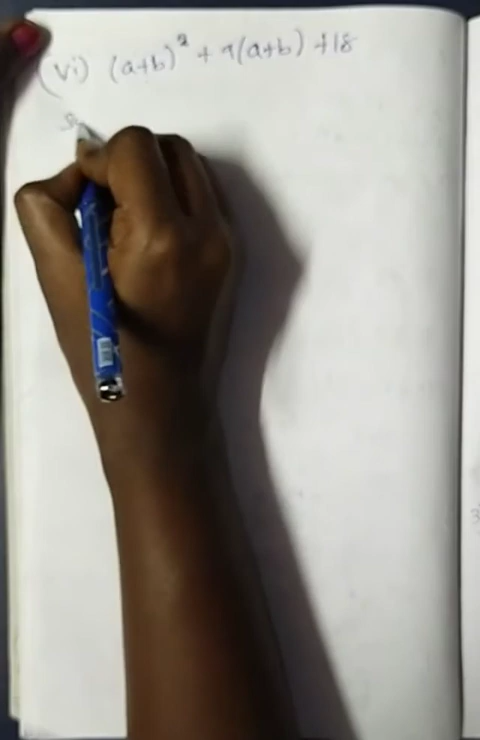 (vi) (a+b)² + 9(a+b) + 18